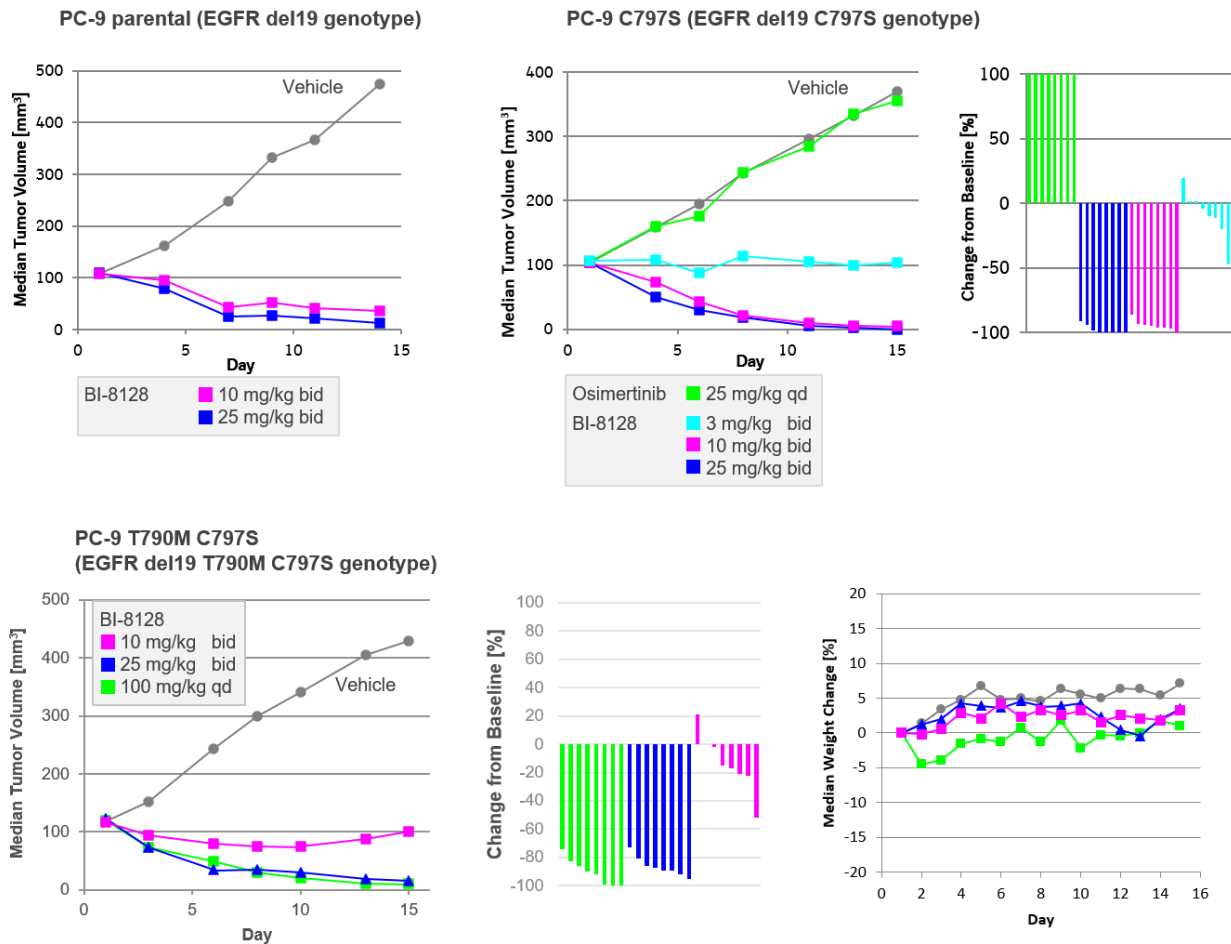 PC-9 parental (EGFR del19 genotype)
Median Tumor Volume [mm³]
500
400
300
200
100
0
Vehicle
0 5 10 15
Day
BI-8128
10 mg/kg bid
25 mg/kg bid
PC-9 C797S (EGFR del19 C797S genotype)
Median Tumor Volume [mm³]
400
300
200
100
0
Vehicle
0 5 10 15
Day
Osimertinib 25 mg/kg qd
BI-8128 3 mg/kg bid
10 mg/kg bid
25 mg/kg bid
Change from Baseline [%]
100
50
0
-50
-100
PC-9 T790M C797S
(EGFR del19 T790M C797S genotype)
Median Tumor Volume [mm³]
500
400
300
200
100
0
BI-8128
10 mg/kg bid
25 mg/kg bid
100 mg/kg qd
Vehicle
0 5 10 15
Day
Change from Baseline [%]
100
80
60
40
20
0
-20
-40
-60
-80
-100
Median Weight Change [%]
20
15
10
5
0
-5
-10
-15
-20
0 2 4 6 8 10 12 14 16
Day